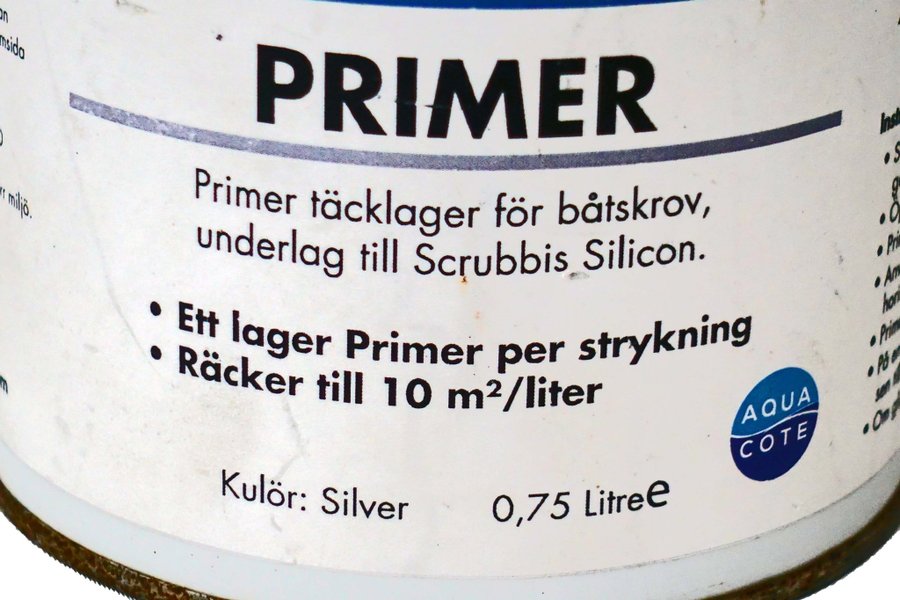 PRIMER
Primer täcklager för båtskrov,
underlag till Scrubbis Silicon.
• Ett lager Primer per strykning
• Räcker till 10 m²/liter
AQUA
COTE
Kulör: Silver 0,75 Litre℮
miljö.